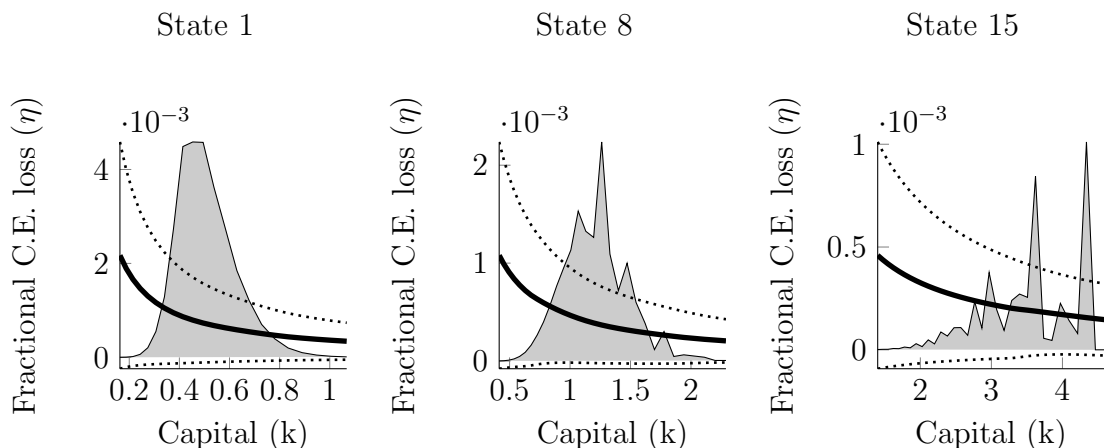 State 1
Fractional C.E. loss (η)
·10⁻³
4
2
0
0.2 0.4 0.6 0.8 1
Capital (k)
State 8
Fractional C.E. loss (η)
·10⁻³
2
1
0
0.5 1 1.5 2
Capital (k)
State 15
Fractional C.E. loss (η)
·10⁻³
1
0.5
0
2 3 4
Capital (k)